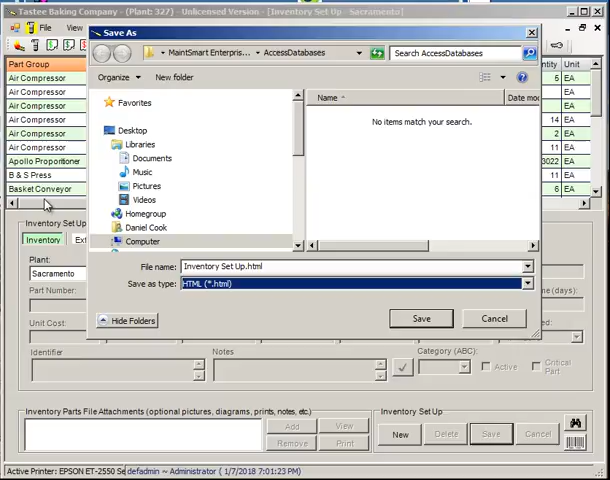 Tastee Baking Company - (Plant: 327) - Unlicensed Version - [Inventory Set Up - Sacramento]
File View
Part Group
Air Compressor
Air Compressor
Air Compressor
Air Compressor
Air Compressor
Air Compressor
Apollo Proportioner
B & S Press
Basket Conveyor
Save As
MaintSmart Enterpris... AccessDatabases
Search AccessDatabases
Organize
New folder
Favorites
Desktop
Libraries
Documents
Music
Pictures
Videos
Homegroup
Daniel Cook
Computer
Name
Date mo
No items match your search.
File name:
Inventory Set Up.html
Save as type:
HTML (*.html)
Hide Folders
Save
Cancel
Unit
6 EA
EA
EA
14 EA
2 EA
11 EA
3022 EA
EA
6 EA
Inventory Set Up
Inventory
Ext
Plant:
Sacramento
Part Number:
me (days):
Unit Cost:
Identifier
Notes
Category (ABC)
Active
Critical Part
Inventory Parts File Attachments (optional pictures, diagrams, prints, notes, etc.)
Add
View
Remove
Print
Inventory Set Up
New
Delete
Save
Cancel
Active Printer: EPSON ET-2550 Se
defadmin ~ Administrator ( 1/7/2018 7:01:23 PM)